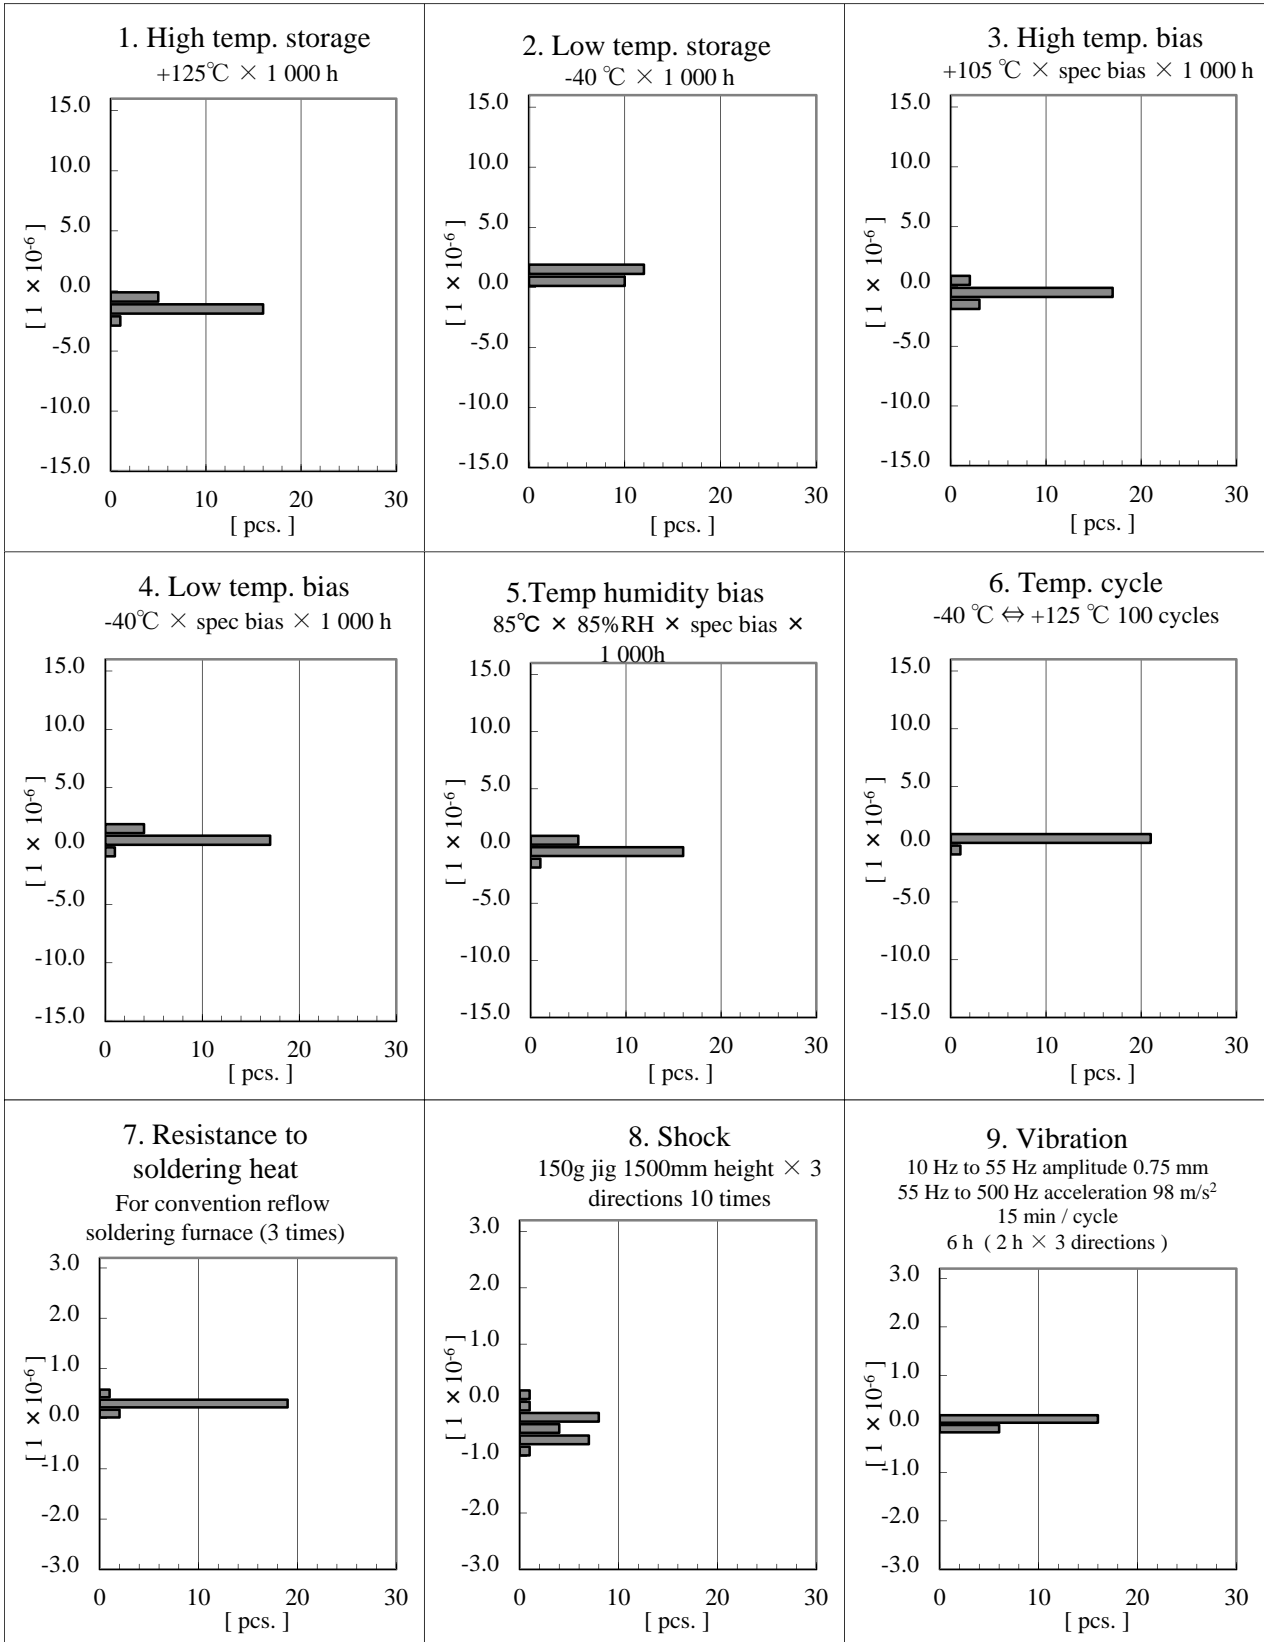 1. High temp. storage
+125℃ × 1 000 h
15.0
10.0
5.0
0.0
-5.0
-10.0
-15.0
[ 1 ×10-6 ]
0 10 20 30
[ pcs. ]
2. Low temp. storage
-40 ℃ × 1 000 h
15.0
10.0
5.0
0.0
-5.0
-10.0
-15.0
[ 1 ×10-6 ]
0 10 20 30
[ pcs. ]
3. High temp. bias
+105 ℃ × spec bias × 1 000 h
15.0
10.0
5.0
0.0
-5.0
-10.0
-15.0
[ 1 × 10-6 ]
0 10 20 30
[ pcs. ]
4. Low temp. bias
-40℃ × spec bias × 1 000 h
15.0
10.0
5.0
0.0
-5.0
-10.0
-15.0
[ 1 × 10-6 ]
0 10 20 30
[ pcs. ]
5.Temp humidity bias
85℃ × 85%RH × spec bias ×
1 000h
15.0
10.0
5.0
0.0
-5.0
-10.0
-15.0
[ 1 × 10-6 ]
0 10 20 30
[ pcs. ]
6. Temp. cycle
-40 ℃ ⇔ +125 ℃ 100 cycles
15.0
10.0
5.0
0.0
-5.0
-10.0
-15.0
[ 1 × 10-6 ]
0 10 20 30
[ pcs. ]
7. Resistance to
soldering heat
For convention reflow
soldering furnace (3 times)
3.0
2.0
1.0
0.0
-1.0
-2.0
-3.0
[ 1 ×10-6 ]
0 10 20 30
[ pcs. ]
8. Shock
150g jig 1500mm height × 3
directions 10 times
3.0
2.0
1.0
0.0
-1.0
-2.0
-3.0
[ 1 ×10-6 ]
0 10 20 30
[ pcs. ]
9. Vibration
10 Hz to 55 Hz amplitude 0.75 mm
55 Hz to 500 Hz acceleration 98 m/s²
15 min / cycle
6 h ( 2 h × 3 directions )
3.0
2.0
1.0
0.0
-1.0
-2.0
-3.0
[ 1 × 10-6 ]
0 10 20 30
[ pcs. ]